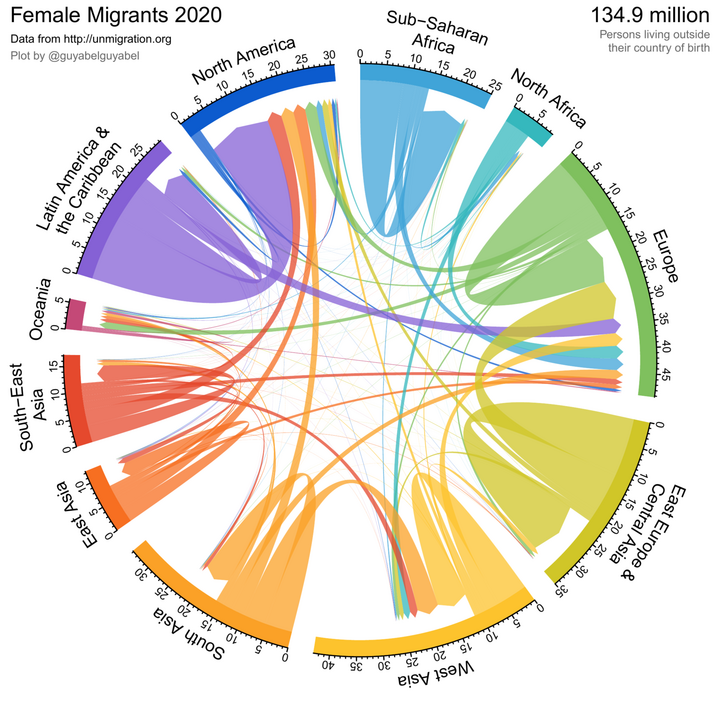 Female Migrants 2020
Data from http://unmigration.org
Plot by @guyabelguyabel
134.9 million
Persons living outside
their country of birth
North America
0 5 10 15 20 25 30
Sub−Saharan
Africa
0 5 10 15 20 25
North Africa
0 5
Europe
0 5 10 15 20 25 30 35 40 45
East Europe &
Central Asia
0 5 10 15 20 25 30 35
West Asia
0 5 10 15 20 25 30 35 40
South Asia
0 5 10 15 20 25 30
East Asia
0 5 10
South−East
Asia
0 5 10 15
Oceania
0 5
Latin America &
the Caribbean
0 5 10 15 20 25